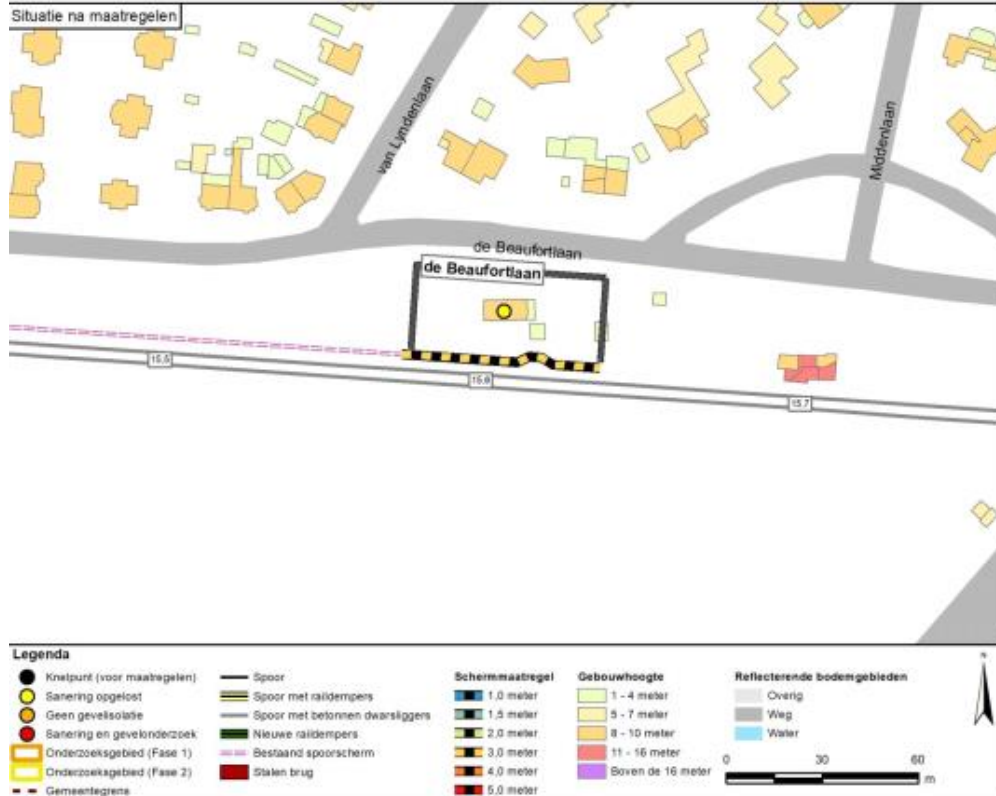 Situatie na maatregelen
van Lyndenlaan
Middenlaan
de Beaufortlaan
de Beaufortlaan
15,5
15,6
15,7
Legenda
Knelpunt (voor maatregelen)
Sanering opgelost
Geen gevelisolatie
Sanering en gevelonderzoek
Onderzoeksgebied (Fase 1)
Onderzoeksgebied (Fase 2)
Gemeentegrens
Spoor
Spoor met raildempers
Spoor met betonnen dwarsliggers
Nieuwe raildempers
Bestaand spoorscherm
Stalen brug
Schermmaatregel
1,0 meter
1,5 meter
2,0 meter
3,0 meter
4,0 meter
5,0 meter
Gebouwhoogte
1 - 4 meter
5 - 7 meter
8 - 10 meter
11 - 16 meter
Boven de 16 meter
Reflecterende bodemgebieden
Overig
Weg
Water
N
0 30 60
m